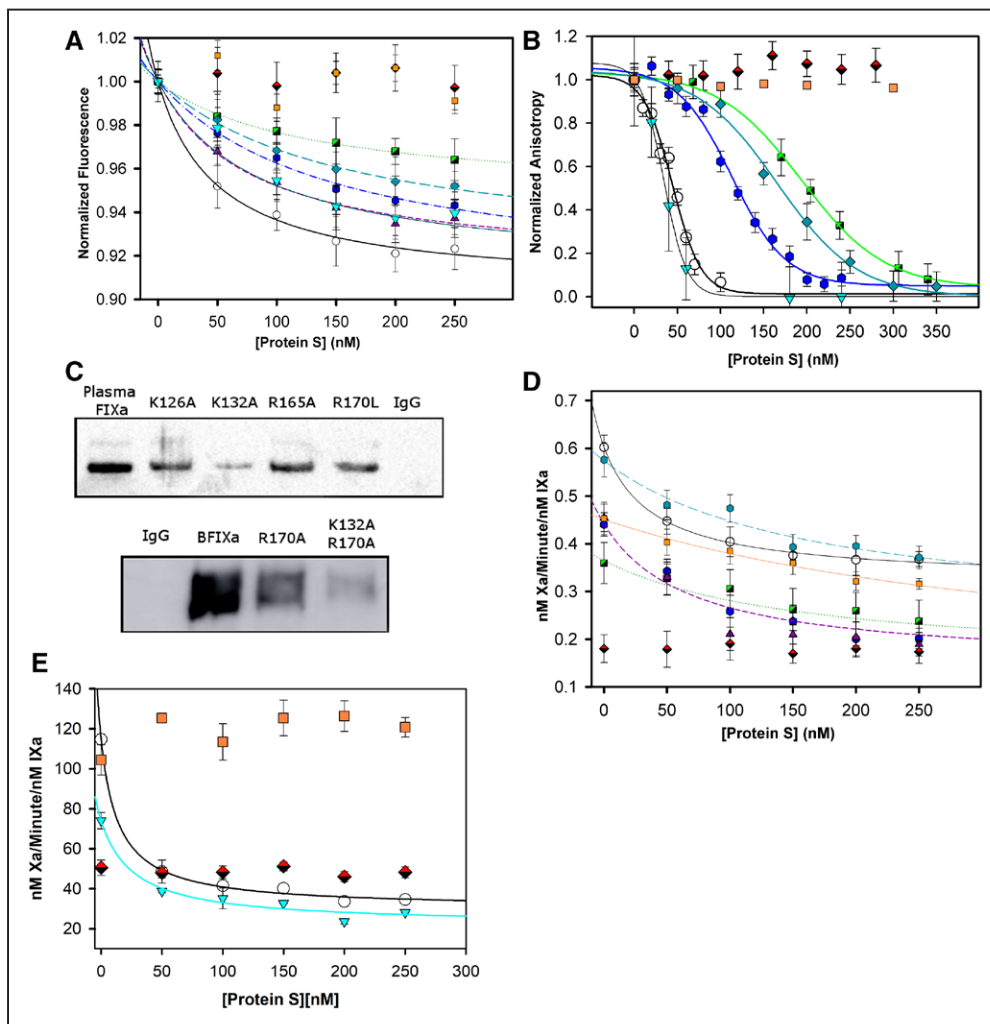 A
Normalized Fluorescence
1.02
1.00
0.98
0.96
0.94
0.92
0.90
0 50 100 150 200 250
[Protein S] (nM)
B
Normalized Anisotropy
1.2
1.0
0.8
0.6
0.4
0.2
0.0
0 50 100 150 200 250 300 350
[Protein S] (nM)
C
Plasma
FIXa K126A K132A R165A R170L IgG
IgG BFIXa R170A K132A
R170A
D
nM Xa/Minute/nM IXa
0.7
0.6
0.5
0.4
0.3
0.2
0.1
0 50 100 150 200 250
[Protein S] (nM)
E
nM Xa/Minute/nM IXa
140
120
100
80
60
40
20
0 50 100 150 200 250 300
[Protein S][nM]